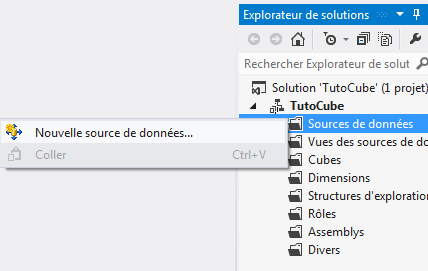 Explorateur de solutions
Rechercher Explorateur de solut
Solution 'TutoCube' (1 projet)
TutoCube
Nouvelle source de données...
Sources de données
Coller Ctrl+V
Vues des sources de do
Cubes
Dimensions
Structures d'exploration
Rôles
Assemblys
Divers